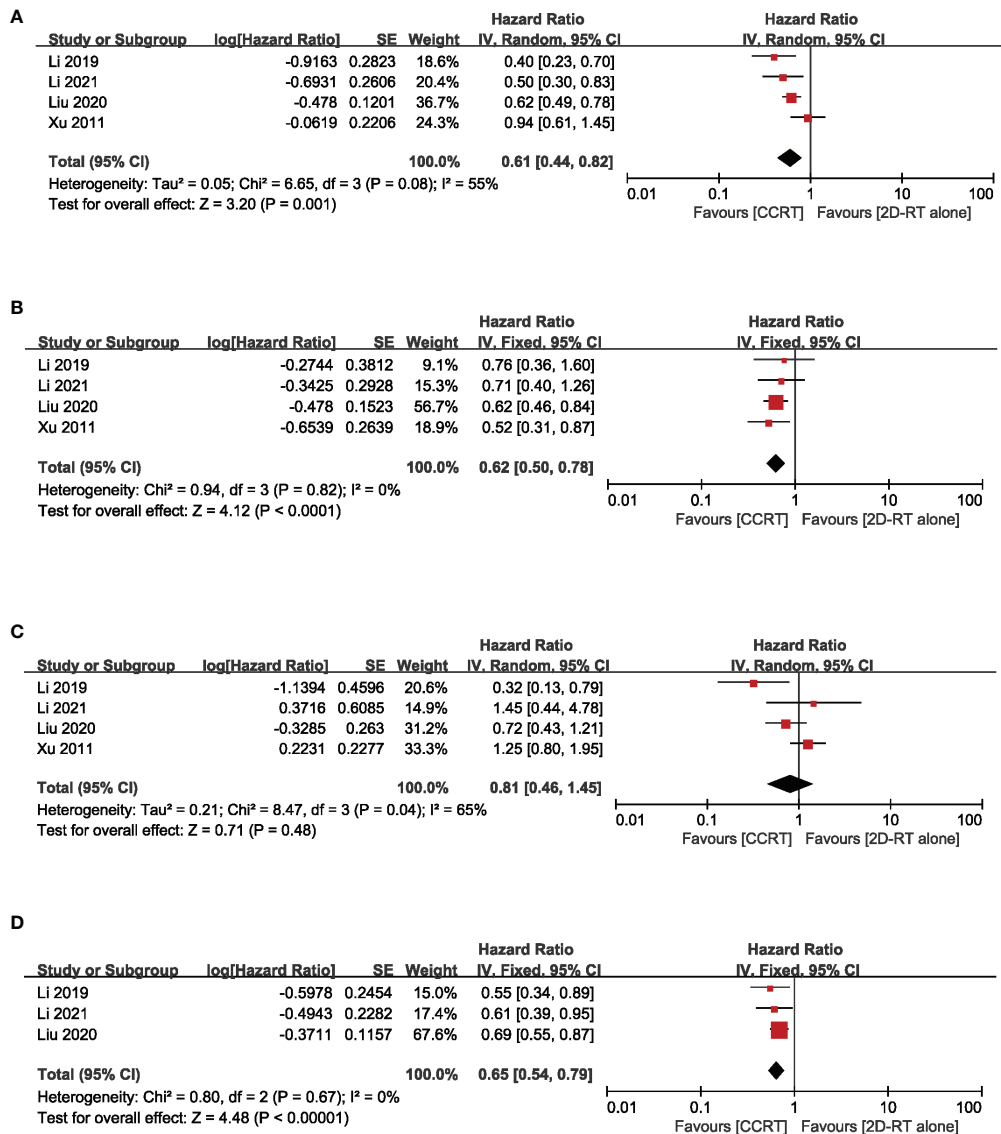 A
Hazard Ratio Hazard Ratio
Study or Subgroup log[Hazard Ratio] SE Weight IV, Random, 95% CI IV, Random, 95% CI
Li 2019 -0.9163 0.2823 18.6% 0.40 [0.23, 0.70]
Li 2021 -0.6931 0.2606 20.4% 0.50 [0.30, 0.83]
Liu 2020 -0.478 0.1201 36.7% 0.62 [0.49, 0.78]
Xu 2011 -0.0619 0.2206 24.3% 0.94 [0.61, 1.45]
Total (95% CI) 100.0% 0.61 [0.44, 0.82]
Heterogeneity: Tau² = 0.05; Chi² = 6.65, df = 3 (P = 0.08); I² = 55%
Test for overall effect: Z = 3.20 (P = 0.001)
0.01 0.1 1 10 100
Favours [CCRT] Favours [2D-RT alone]
B
Hazard Ratio Hazard Ratio
Study or Subgroup log[Hazard Ratio] SE Weight IV, Fixed, 95% CI IV, Fixed, 95% CI
Li 2019 -0.2744 0.3812 9.1% 0.76 [0.36, 1.60]
Li 2021 -0.3425 0.2928 15.3% 0.71 [0.40, 1.26]
Liu 2020 -0.478 0.1523 56.7% 0.62 [0.46, 0.84]
Xu 2011 -0.6539 0.2639 18.9% 0.52 [0.31, 0.87]
Total (95% CI) 100.0% 0.62 [0.50, 0.78]
Heterogeneity: Chi² = 0.94, df = 3 (P = 0.82); I² = 0%
Test for overall effect: Z = 4.12 (P < 0.0001)
0.01 0.1 1 10 100
Favours [CCRT] Favours [2D-RT alone]
C
Hazard Ratio Hazard Ratio
Study or Subgroup log[Hazard Ratio] SE Weight IV, Random, 95% CI IV, Random, 95% CI
Li 2019 -1.1394 0.4596 20.6% 0.32 [0.13, 0.79]
Li 2021 0.3716 0.6085 14.9% 1.45 [0.44, 4.78]
Liu 2020 -0.3285 0.263 31.2% 0.72 [0.43, 1.21]
Xu 2011 0.2231 0.2277 33.3% 1.25 [0.80, 1.95]
Total (95% CI) 100.0% 0.81 [0.46, 1.45]
Heterogeneity: Tau² = 0.21; Chi² = 8.47, df = 3 (P = 0.04); I² = 65%
Test for overall effect: Z = 0.71 (P = 0.48)
0.01 0.1 1 10 100
Favours [CCRT] Favours [2D-RT alone]
D
Hazard Ratio Hazard Ratio
Study or Subgroup log[Hazard Ratio] SE Weight IV, Fixed, 95% CI IV, Fixed, 95% CI
Li 2019 -0.5978 0.2454 15.0% 0.55 [0.34, 0.89]
Li 2021 -0.4943 0.2282 17.4% 0.61 [0.39, 0.95]
Liu 2020 -0.3711 0.1157 67.6% 0.69 [0.55, 0.87]
Total (95% CI) 100.0% 0.65 [0.54, 0.79]
Heterogeneity: Chi² = 0.80, df = 2 (P = 0.67); I² = 0%
Test for overall effect: Z = 4.48 (P < 0.00001)
0.01 0.1 1 10 100
Favours [CCRT] Favours [2D-RT alone]